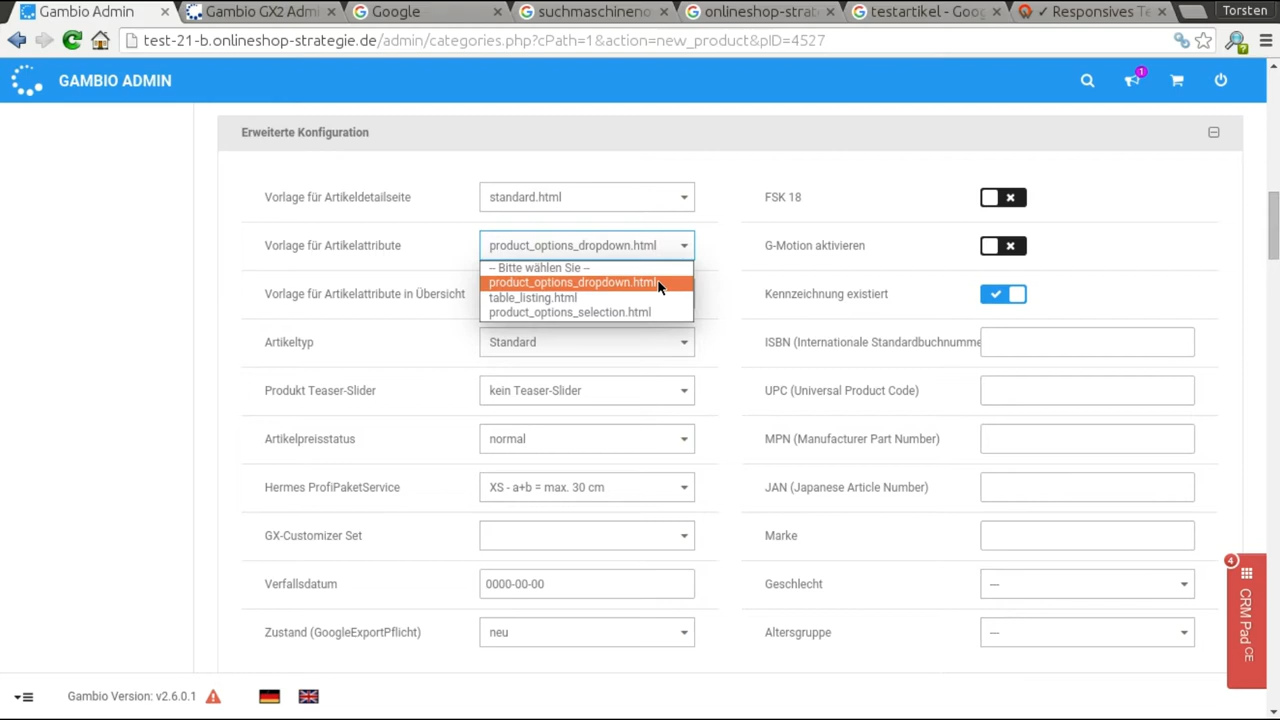 Gambio Admin
Gambio GX2 Admi
Google
suchmaschineno
onlineshop-strate
testartikel - Goog
✓ Responsives Te
Torsten
test-21-b.onlineshop-strategie.de/admin/categories.php?cPath=1&action=new_product&pID=4527
GAMBIO ADMIN
1
Erweiterte Konfiguration
Vorlage für Artikeldetailseite
standard.html
FSK 18
Vorlage für Artikelattribute
product_options_dropdown.html
G-Motion aktivieren
-- Bitte wählen Sie --
product_options_dropdown.html
Vorlage für Artikelattribute in Übersicht
table_listing.html
Kennzeichnung existiert
product_options_selection.html
Artikeltyp
Standard
ISBN (Internationale Standardbuchnumme
Produkt Teaser-Slider
kein Teaser-Slider
UPC (Universal Product Code)
Artikelpreisstatus
normal
MPN (Manufacturer Part Number)
Hermes ProfiPaketService
XS - a+b = max. 30 cm
JAN (Japanese Article Number)
GX-Customizer Set
Marke
4
CRM Pad CE
Verfallsdatum
0000-00-00
Geschlecht
---
Zustand (GoogleExportPflicht)
neu
Altersgruppe
---
Gambio Version: v2.6.0.1